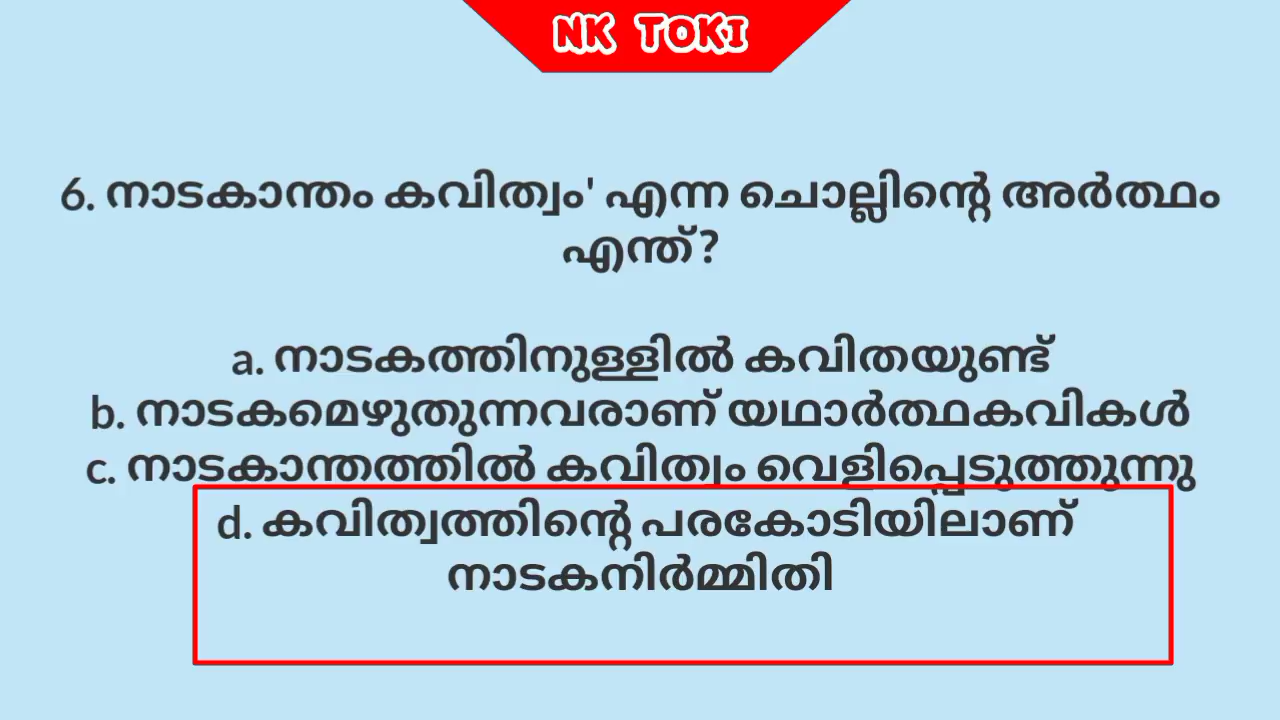 NK TOKI
6. നാടകാന്തം കവിത്വം' എന്ന ചൊല്ലിന്റെ അർത്ഥം
എന്ത്?
a. നാടകത്തിനുള്ളിൽ കവിതയുണ്ട്
b. നാടകമെഴുതുന്നവരാണ് യഥാർത്ഥകവികൾ
c. നാടകാന്തത്തിൽ കവിത്വം വെളിപ്പെടുത്തുന്നു
d. കവിത്വത്തിന്റെ പരകോടിയിലാണ്
നാടകനിർമ്മിതി